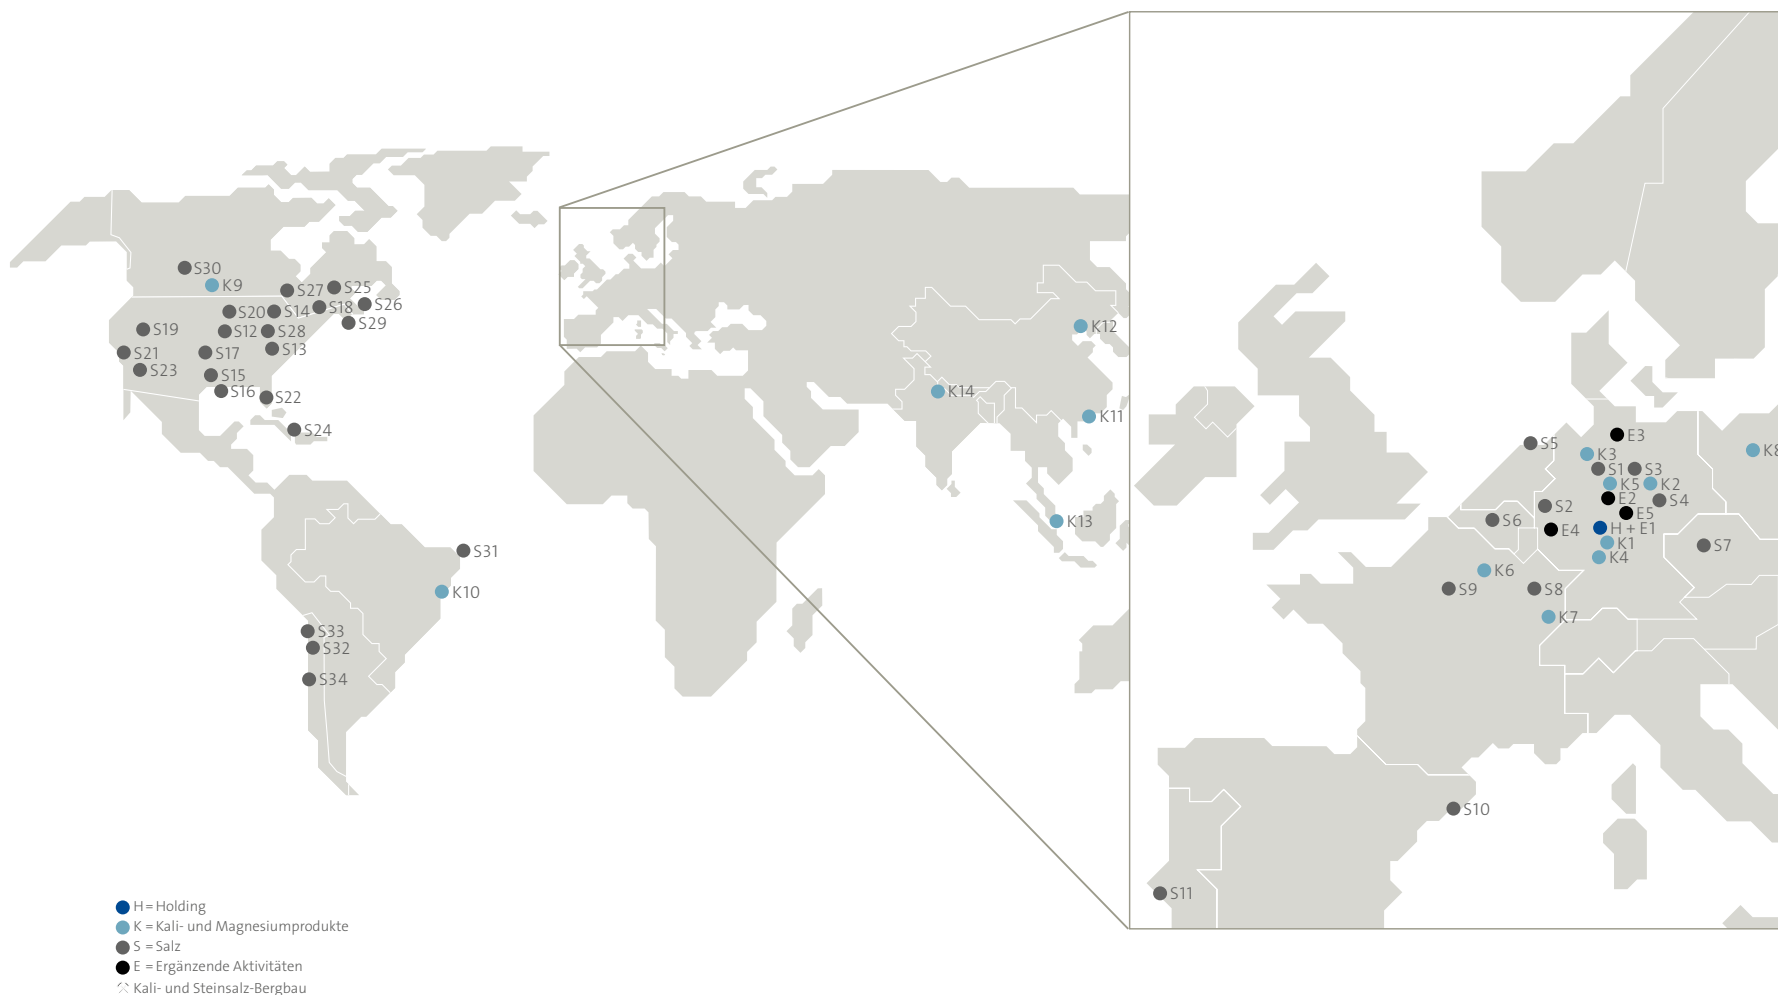 S30
K9
S27
S25
S20
S14
S18
S26
S19
S12
S28
S29
S21
S17
S13
S23
S15
S16
S22
S24
S31
K10
S33
S32
S34
K12
K14
K11
K13
S5
E3
K3
K8
S1
S3
K5
K2
E2
S4
S2
E5
S6
E4
H + E1
K1
S7
K4
K6
S9
S8
K7
S10
S11
H = Holding
K = Kali- und Magnesiumprodukte
S = Salz
E = Ergänzende Aktivitäten
Kali- und Steinsalz-Bergbau